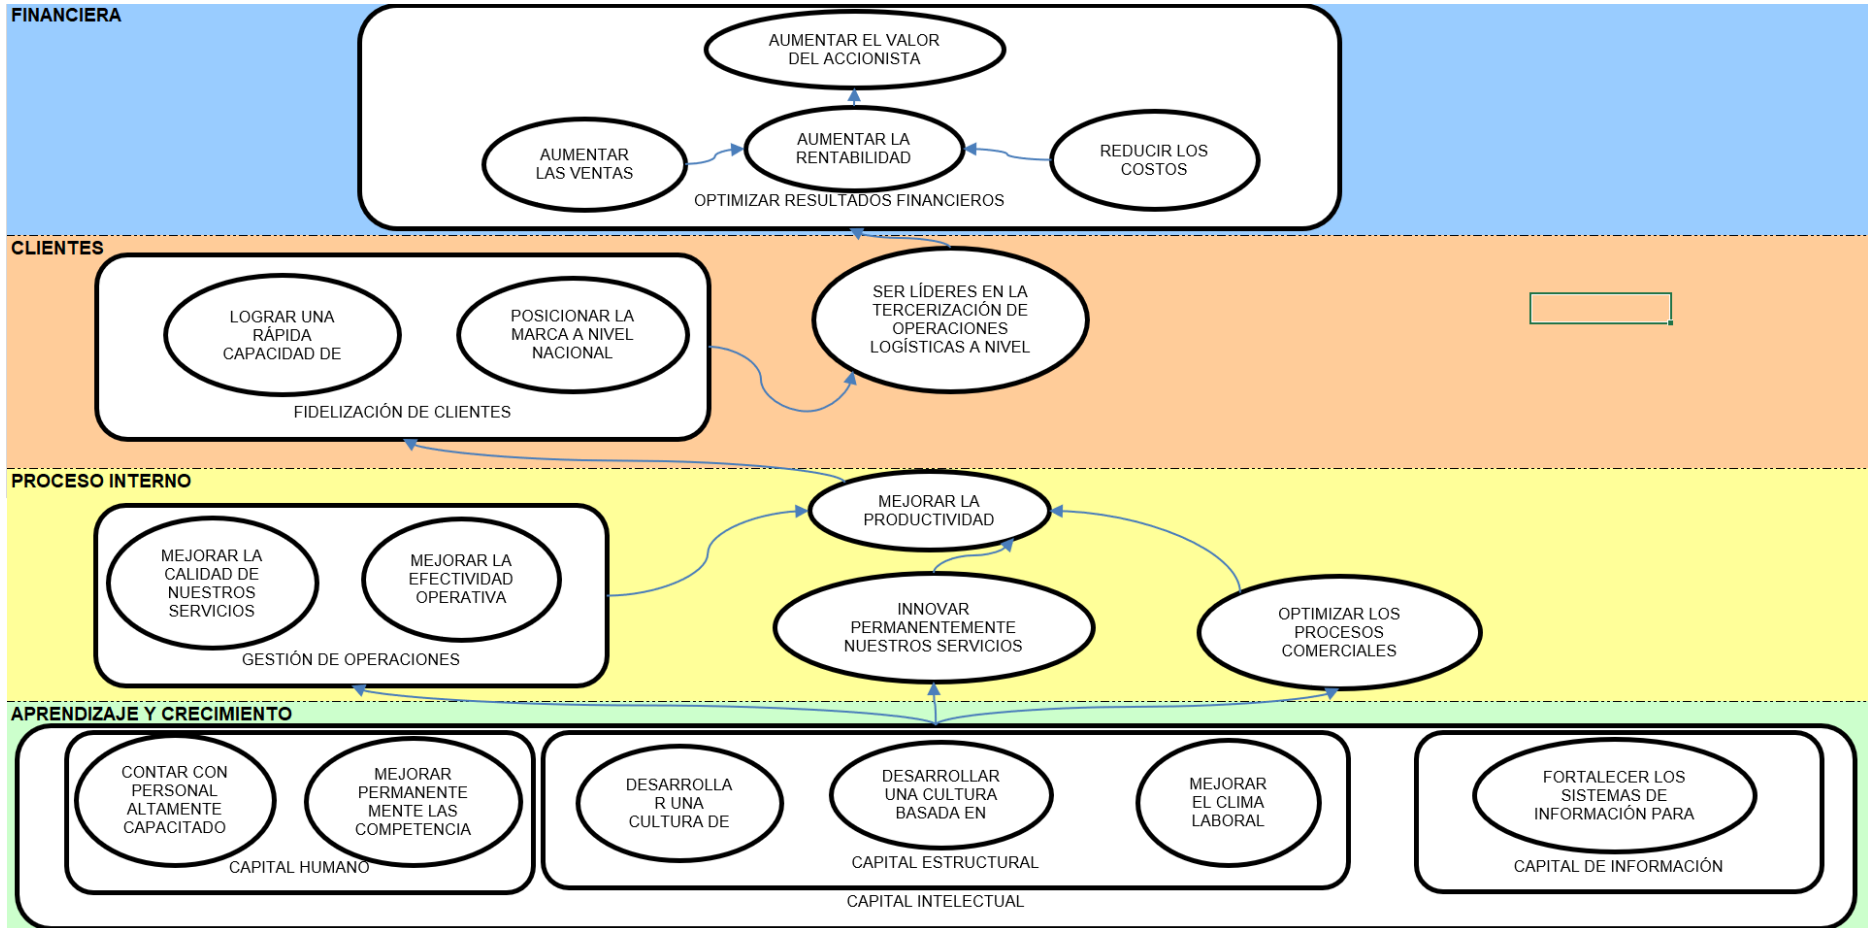 FINANCIERA
AUMENTAR EL VALOR
DEL ACCIONISTA
AUMENTAR
LAS VENTAS
AUMENTAR LA
RENTABILIDAD
REDUCIR LOS
COSTOS
OPTIMIZAR RESULTADOS FINANCIEROS
CLIENTES
LOGRAR UNA
RÁPIDA
CAPACIDAD DE
POSICIONAR LA
MARCA A NIVEL
NACIONAL
FIDELIZACIÓN DE CLIENTES
SER LÍDERES EN LA
TERCERIZACIÓN DE
OPERACIONES
LOGÍSTICAS A NIVEL
PROCESO INTERNO
MEJORAR LA
PRODUCTIVIDAD
MEJORAR LA
CALIDAD DE
NUESTROS
SERVICIOS
MEJORAR LA
EFECTIVIDAD
OPERATIVA
GESTIÓN DE OPERACIONES
INNOVAR
PERMANENTEMENTE
NUESTROS SERVICIOS
OPTIMIZAR LOS
PROCESOS
COMERCIALES
APRENDIZAJE Y CRECIMIENTO
CONTAR CON
PERSONAL
ALTAMENTE
CAPACITADO
MEJORAR
PERMANENTE
MENTE LAS
COMPETENCIA
CAPITAL HUMANO
DESARROLLA
R UNA
CULTURA DE
DESARROLLAR
UNA CULTURA
BASADA EN
MEJORAR
EL CLIMA
LABORAL
CAPITAL ESTRUCTURAL
FORTALECER LOS
SISTEMAS DE
INFORMACIÓN PARA
CAPITAL DE INFORMACIÓN
CAPITAL INTELECTUAL